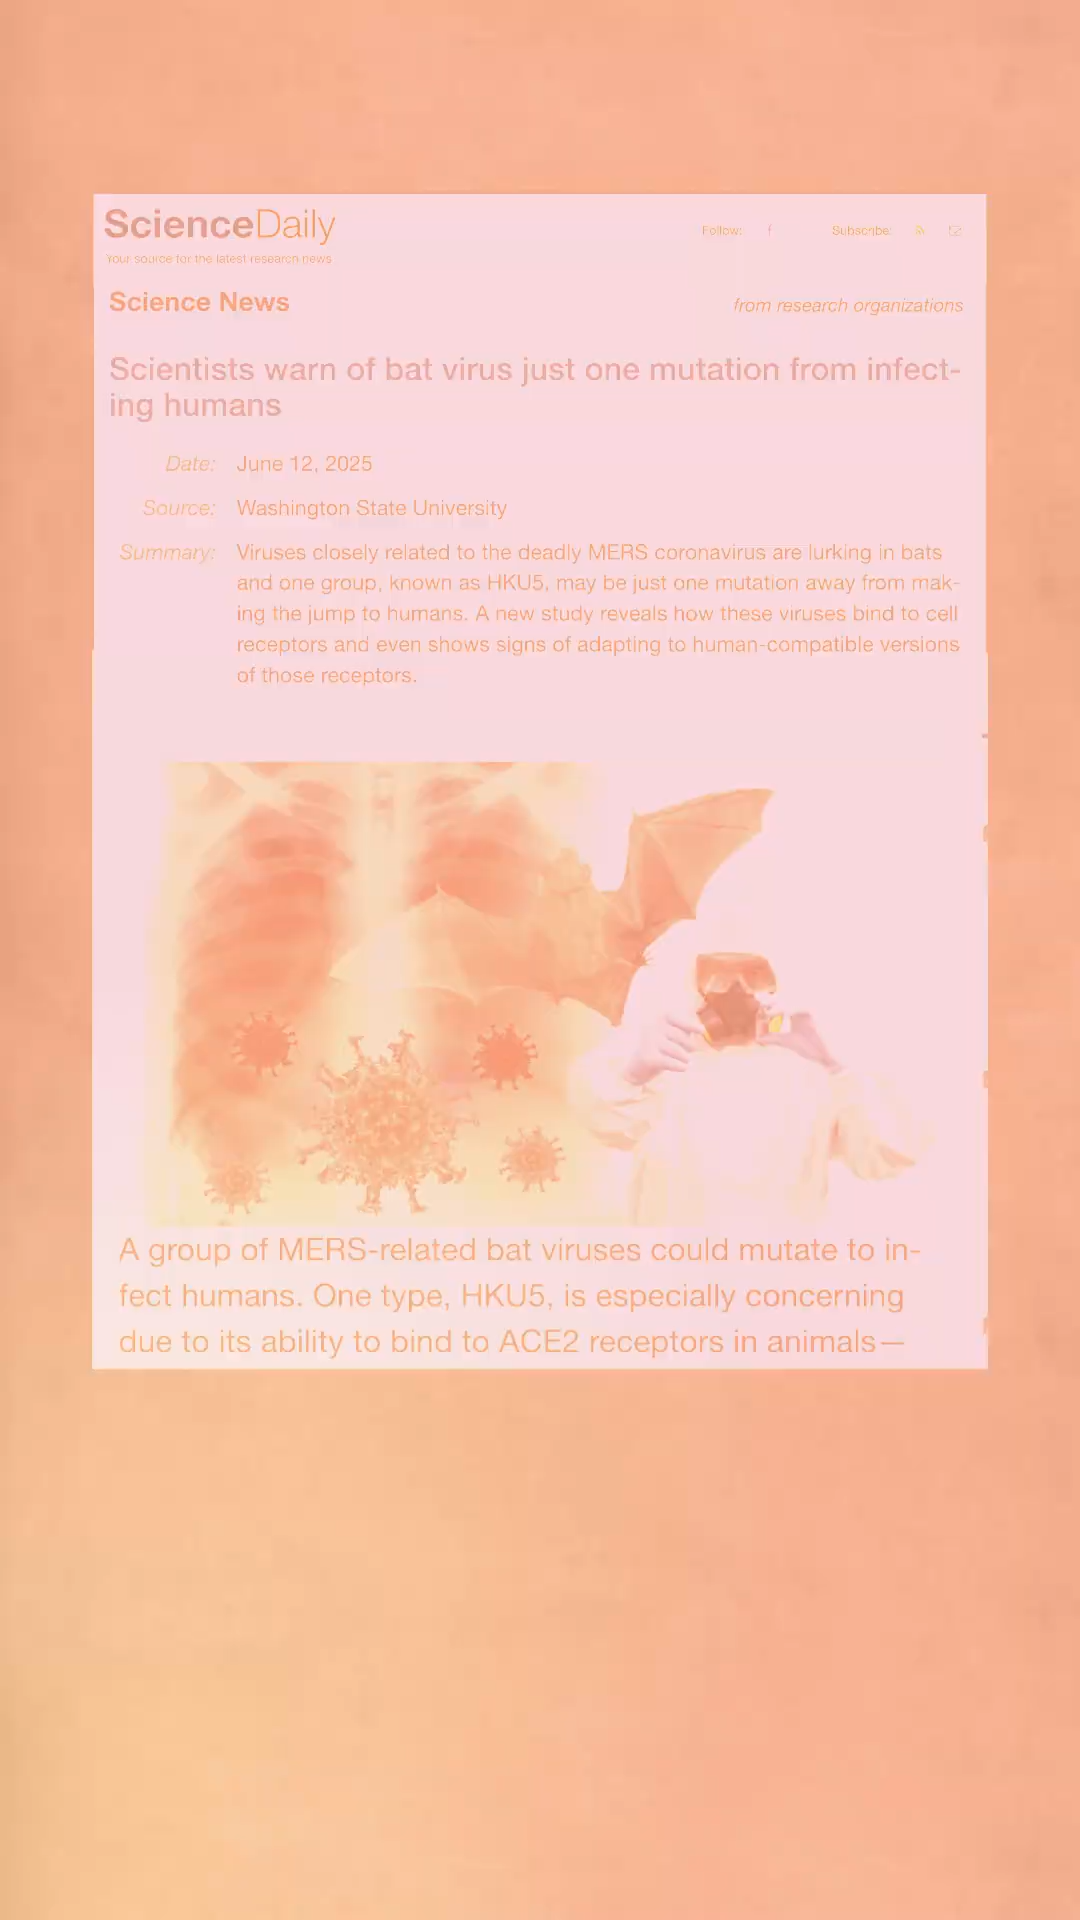 ScienceDaily
Your source for the latest research news
Follow: f Subscribe:
Science News
from research organizations
Scientists warn of bat virus just one mutation from infect-
ing humans
Date: June 12, 2025
Source: Washington State University
Summary: Viruses closely related to the deadly MERS coronavirus are lurking in bats
and one group, known as HKU5, may be just one mutation away from mak-
ing the jump to humans. A new study reveals how these viruses bind to cell
receptors and even shows signs of adapting to human-compatible versions
of those receptors.
A group of MERS-related bat viruses could mutate to in-
fect humans. One type, HKU5, is especially concerning
due to its ability to bind to ACE2 receptors in animals—